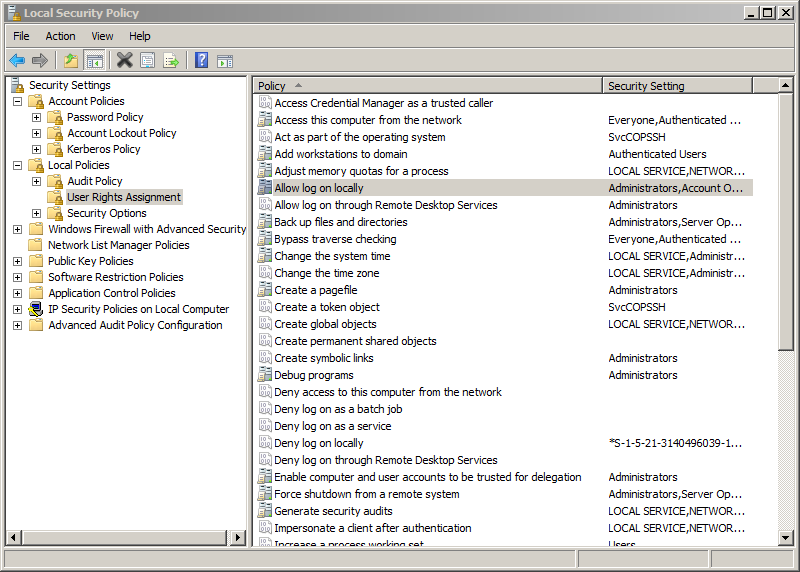 Local Security Policy
File Action View Help
Security Settings
Account Policies
Password Policy
Account Lockout Policy
Kerberos Policy
Local Policies
Audit Policy
User Rights Assignment
Security Options
Windows Firewall with Advanced Security
Network List Manager Policies
Public Key Policies
Software Restriction Policies
Application Control Policies
IP Security Policies on Local Computer
Advanced Audit Policy Configuration
Policy Security Setting
Access Credential Manager as a trusted caller
Access this computer from the network Everyone,Authenticated ...
Act as part of the operating system SvcCOPSSH
Add workstations to domain Authenticated Users
Adjust memory quotas for a process LOCAL SERVICE,NETWOR...
Allow log on locally Administrators,Account O...
Allow log on through Remote Desktop Services Administrators
Back up files and directories Administrators,Server Op...
Bypass traverse checking Everyone,Authenticated ...
Change the system time LOCAL SERVICE,Administr...
Change the time zone LOCAL SERVICE,Administr...
Create a pagefile Administrators
Create a token object SvcCOPSSH
Create global objects LOCAL SERVICE,NETWOR...
Create permanent shared objects
Create symbolic links Administrators
Debug programs Administrators
Deny access to this computer from the network
Deny log on as a batch job
Deny log on as a service
Deny log on locally *S-1-5-21-3140496039-1...
Deny log on through Remote Desktop Services
Enable computer and user accounts to be trusted for delegation Administrators
Force shutdown from a remote system Administrators,Server Op...
Generate security audits LOCAL SERVICE,NETWOR...
Impersonate a client after authentication LOCAL SERVICE,NETWOR...
Increase a process working set Users